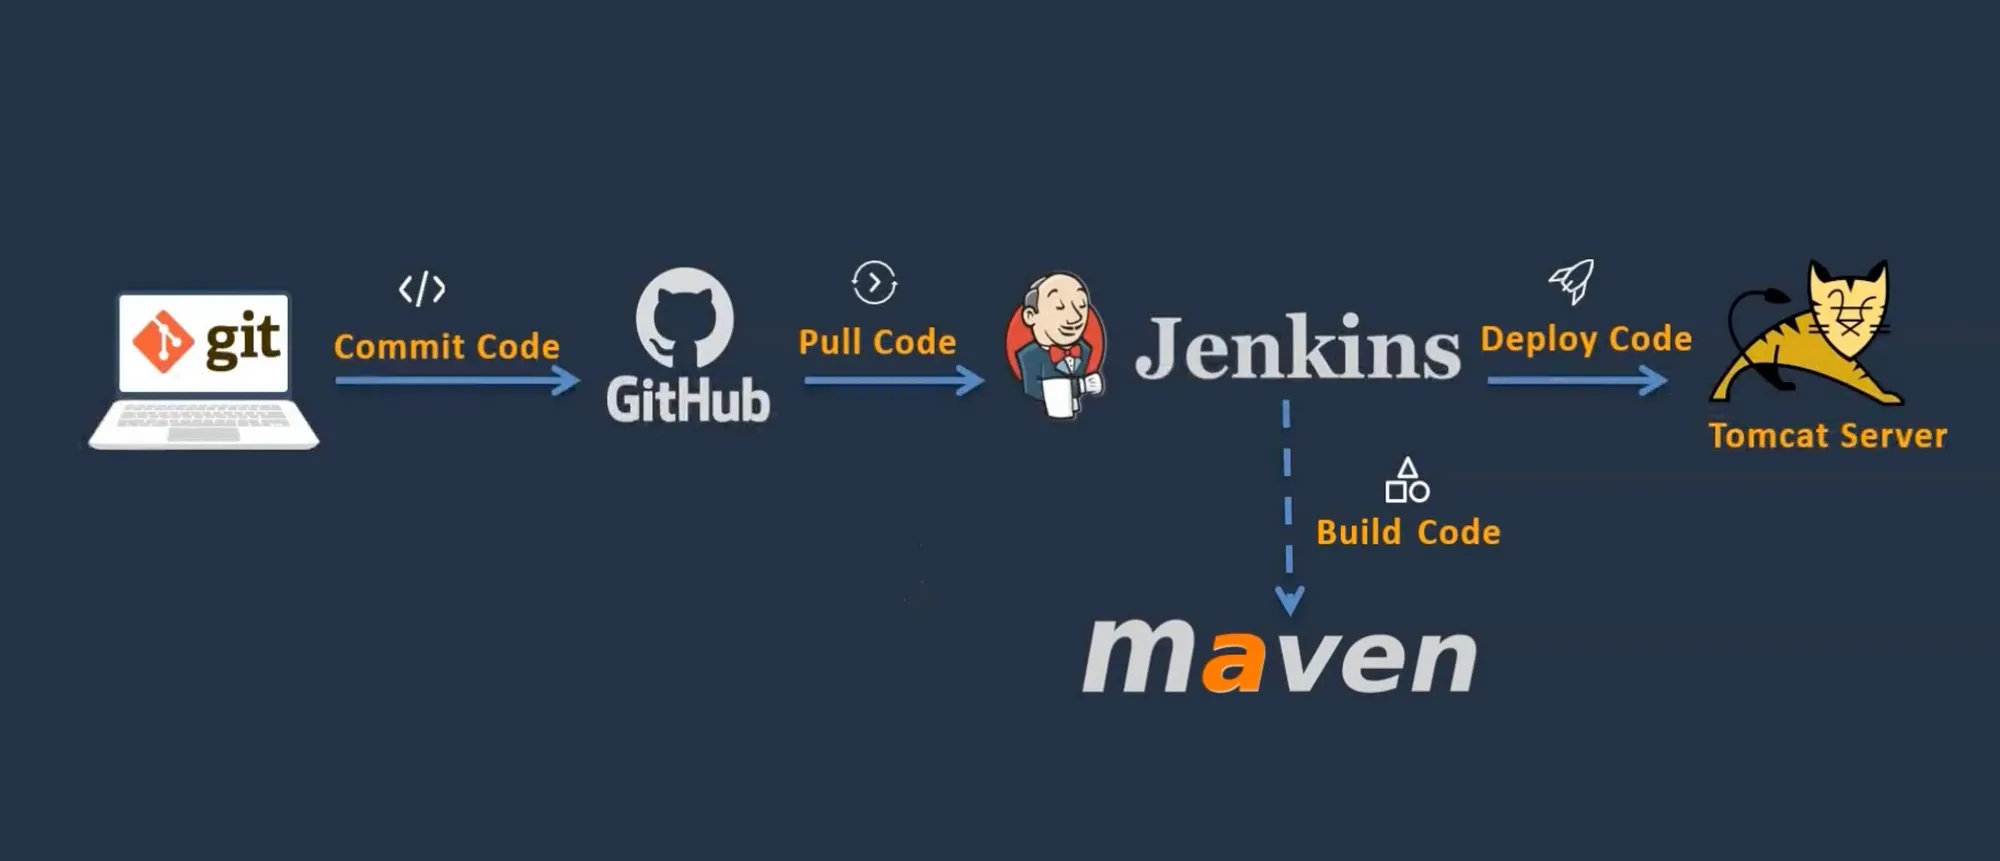 git
Commit Code
GitHub
Pull Code
Jenkins
Deploy Code
Tomcat Server
Build Code
maven